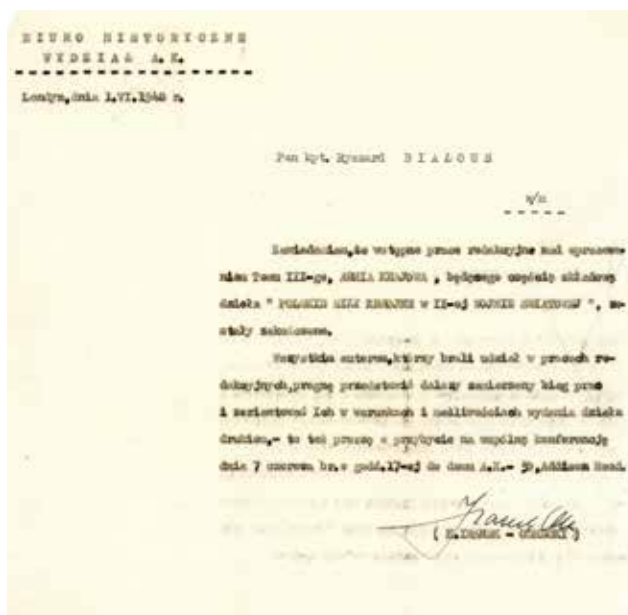 BIURO HISTORYCZNE
WYDZIAŁ A.K.
Londyn, dnia 1.VI.1948 r.
Pan kpt. Ryszard BIAŁOUS
w/m
Zawiadamiam, że wstępne prace redakcyjne nad opracowa-
niem Tomu III-go, ARMIA KRAJOWA, będącego częścią składową
dzieła " POLSKIE SIŁY ZBROJNE w II-ej WOJNIE ŚWIATOWEJ ", zo-
stały zakończone.
Wszystkim autorom, którzy brali udział w pracach re-
dakcyjnych, pragnę przedstawić dalszy zamierzony bieg prac
i zorientować Ich w warunkach i możliwościach wydania dzieła
drukiem,- to też proszę o przybycie na wspólną konferencję
dnia 7 czerwca br. o godz. 17-ej do domu A.K.- 39, Addison Road.